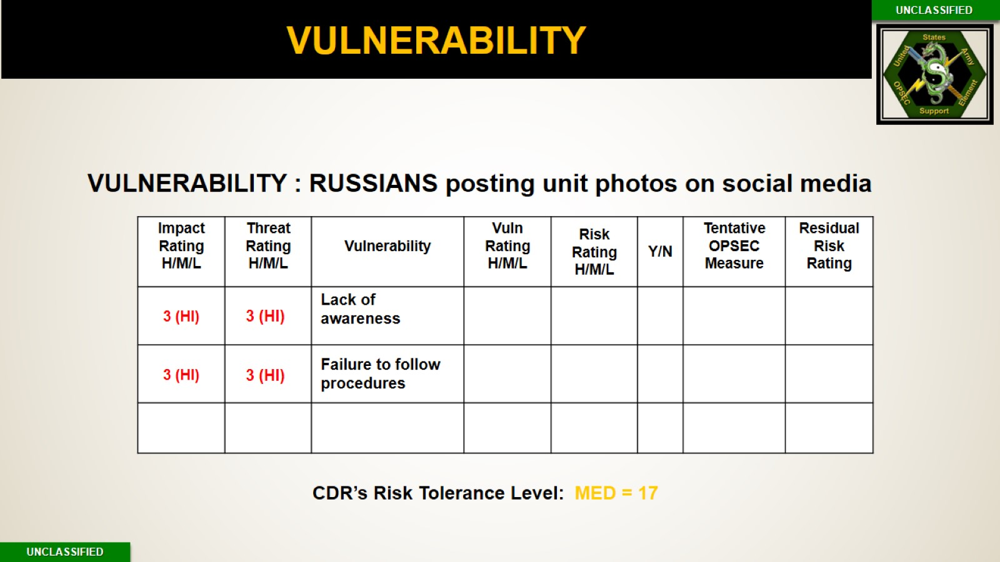 UNCLASSIFIED
VULNERABILITY
United States Army
OPSEC Support Element
VULNERABILITY : RUSSIANS posting unit photos on social media
Impact
Rating
H/M/L
Threat
Rating
H/M/L
Vulnerability
Vuln
Rating
H/M/L
Risk
Rating
H/M/L
Y/N
Tentative
OPSEC
Measure
Residual
Risk
Rating
3 (HI)
3 (HI)
Lack of
awareness
3 (HI)
3 (HI)
Failure to follow
procedures
CDR’s Risk Tolerance Level: MED = 17
UNCLASSIFIED